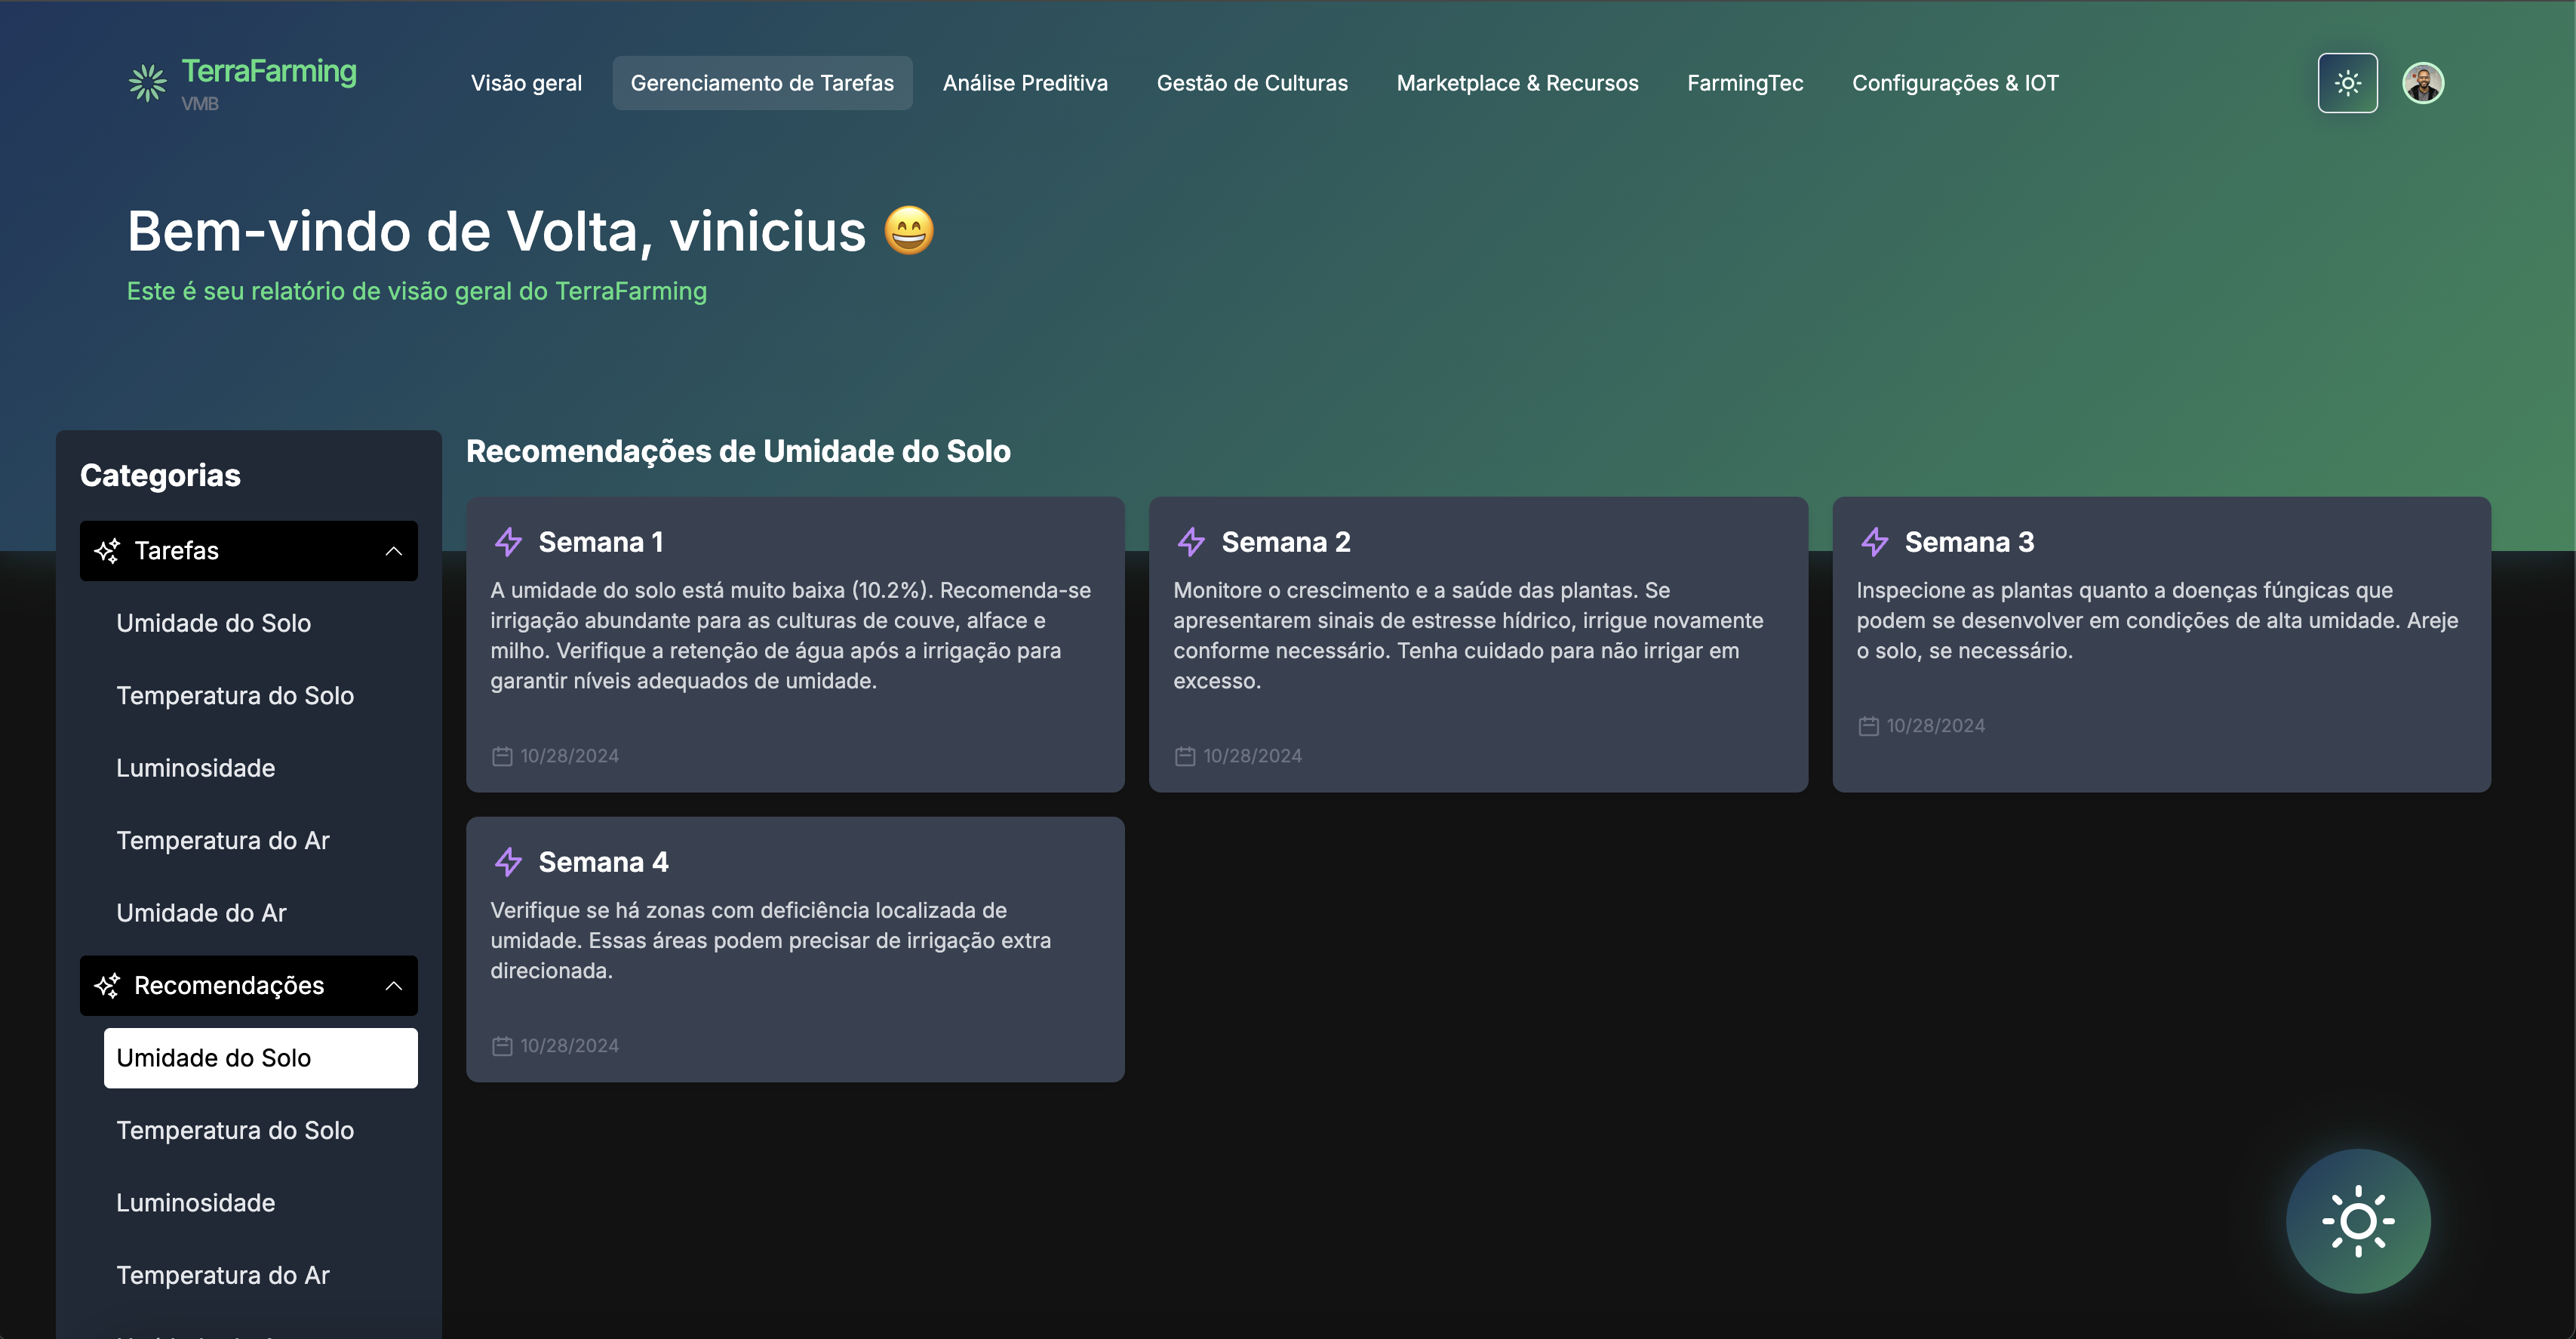 TerraFarming
VMB
Visão geral
Gerenciamento de Tarefas
Análise Preditiva
Gestão de Culturas
Marketplace & Recursos
FarmingTec
Configurações & IOT
Bem-vindo de Volta, vinicius 😄
Este é seu relatório de visão geral do TerraFarming
Categorias
Tarefas
Umidade do Solo
Temperatura do Solo
Luminosidade
Temperatura do Ar
Umidade do Ar
Recomendações
Umidade do Solo
Temperatura do Solo
Luminosidade
Temperatura do Ar
Recomendações de Umidade do Solo
Semana 1
A umidade do solo está muito baixa (10.2%). Recomenda-se
irrigação abundante para as culturas de couve, alface e
milho. Verifique a retenção de água após a irrigação para
garantir níveis adequados de umidade.
10/28/2024
Semana 2
Monitore o crescimento e a saúde das plantas. Se
apresentarem sinais de estresse hídrico, irrigue novamente
conforme necessário. Tenha cuidado para não irrigar em
excesso.
10/28/2024
Semana 3
Inspecione as plantas quanto a doenças fúngicas que
podem se desenvolver em condições de alta umidade. Areje
o solo, se necessário.
10/28/2024
Semana 4
Verifique se há zonas com deficiência localizada de
umidade. Essas áreas podem precisar de irrigação extra
direcionada.
10/28/2024